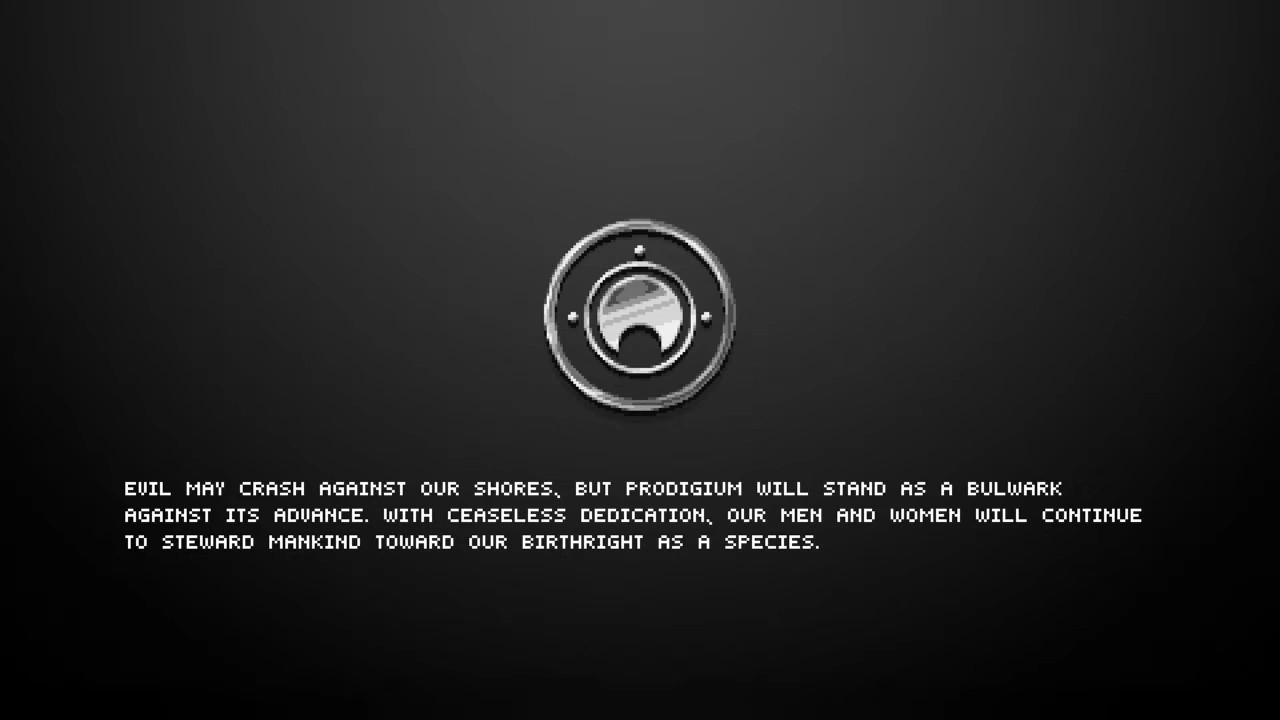 EVIL MAY CRASH AGAINST OUR SHORES, BUT PRODIGIUM WILL STAND AS A BULWARK
AGAINST ITS ADVANCE. WITH CEASELESS DEDICATION, OUR MEN AND WOMEN WILL CONTINUE
TO STEWARD MANKIND TOWARD OUR BIRTHRIGHT AS A SPECIES.